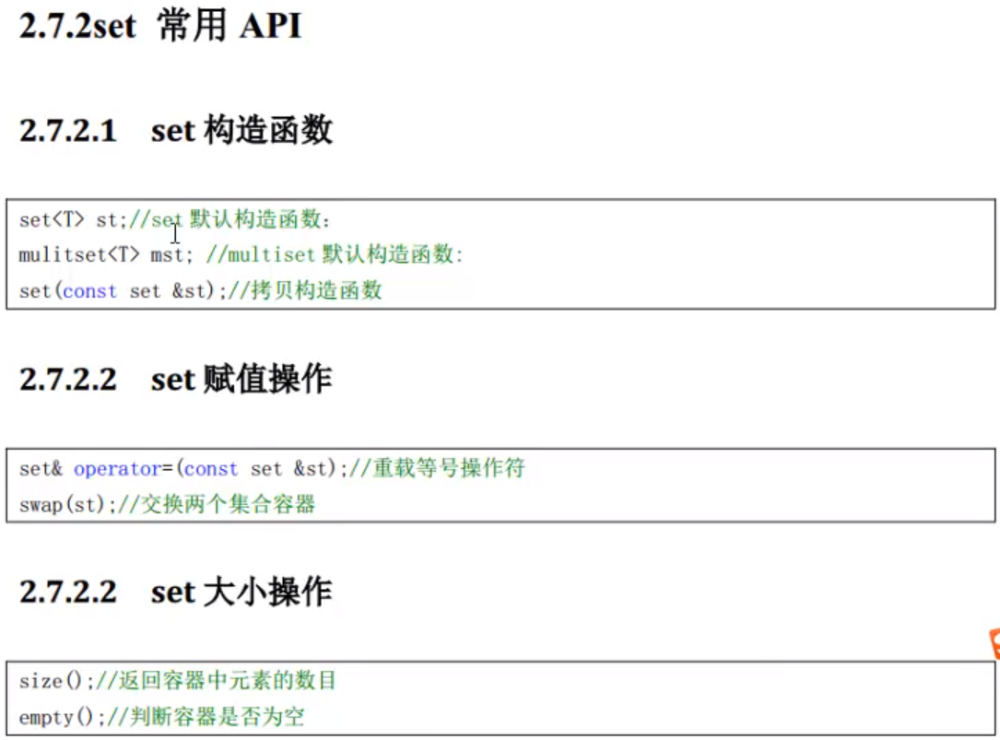 2.7.2set 常用 API
2.7.2.1 set 构造函数
set<T> st;//set 默认构造函数：
mulitset<T> mst; //multiset 默认构造函数:
set(const set &st);//拷贝构造函数
2.7.2.2 set 赋值操作
set& operator=(const set &st);//重载等号操作符
swap(st);//交换两个集合容器
2.7.2.2 set 大小操作
size();//返回容器中元素的数目
empty();//判断容器是否为空